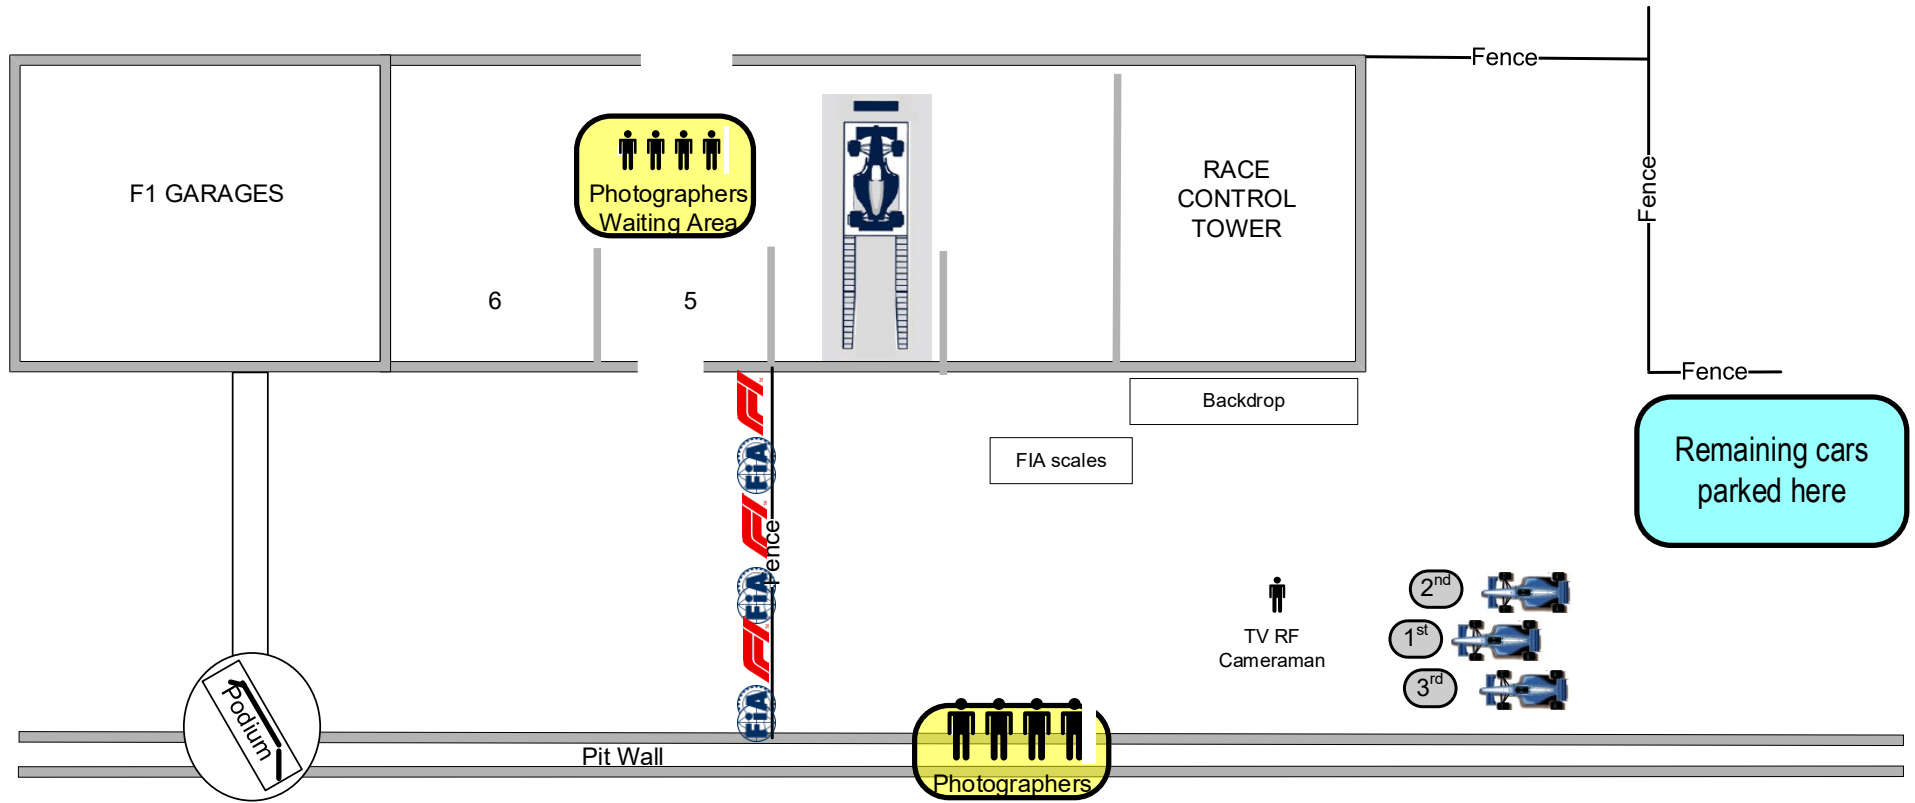 Fence
F1 GARAGES
Photographers
Waiting Area
RACE
CONTROL
TOWER
Fence
6
5
Fence
Backdrop
FIA scales
Remaining cars
parked here
F1
FiA
F1
Fence
FiA
F1
FiA
TV RF
Cameraman
2nd
1st
3rd
Podium
Pit Wall
Photographers